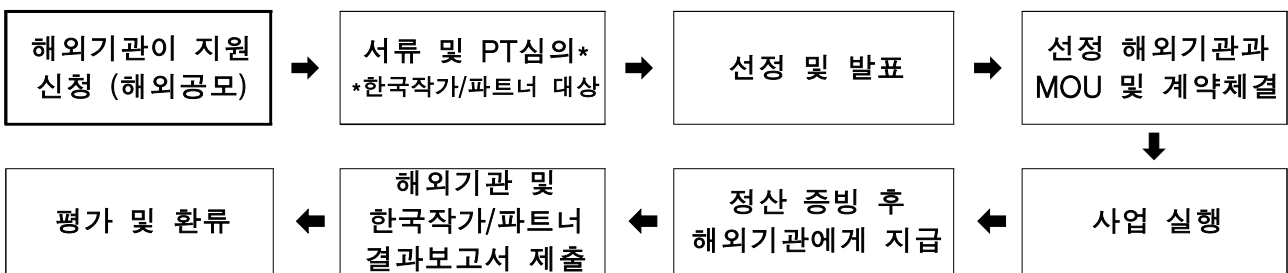 해외기관이 지원
신청 (해외공모)
서류 및 PT심의*
*한국작가/파트너 대상
선정 및 발표
선정 해외기관과
MOU 및 계약체결
사업 실행
정산 증빙 후
해외기관에게 지급
해외기관 및
한국작가/파트너
결과보고서 제출
평가 및 환류